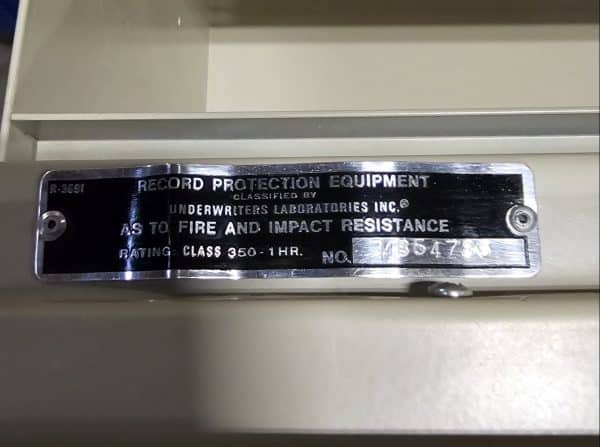 R-3661
RECORD PROTECTION EQUIPMENT
CLASSIFIED BY
UNDERWRITERS LABORATORIES INC.®
AS TO FIRE AND IMPACT RESISTANCE
RATING: CLASS 350-1HR. NO.